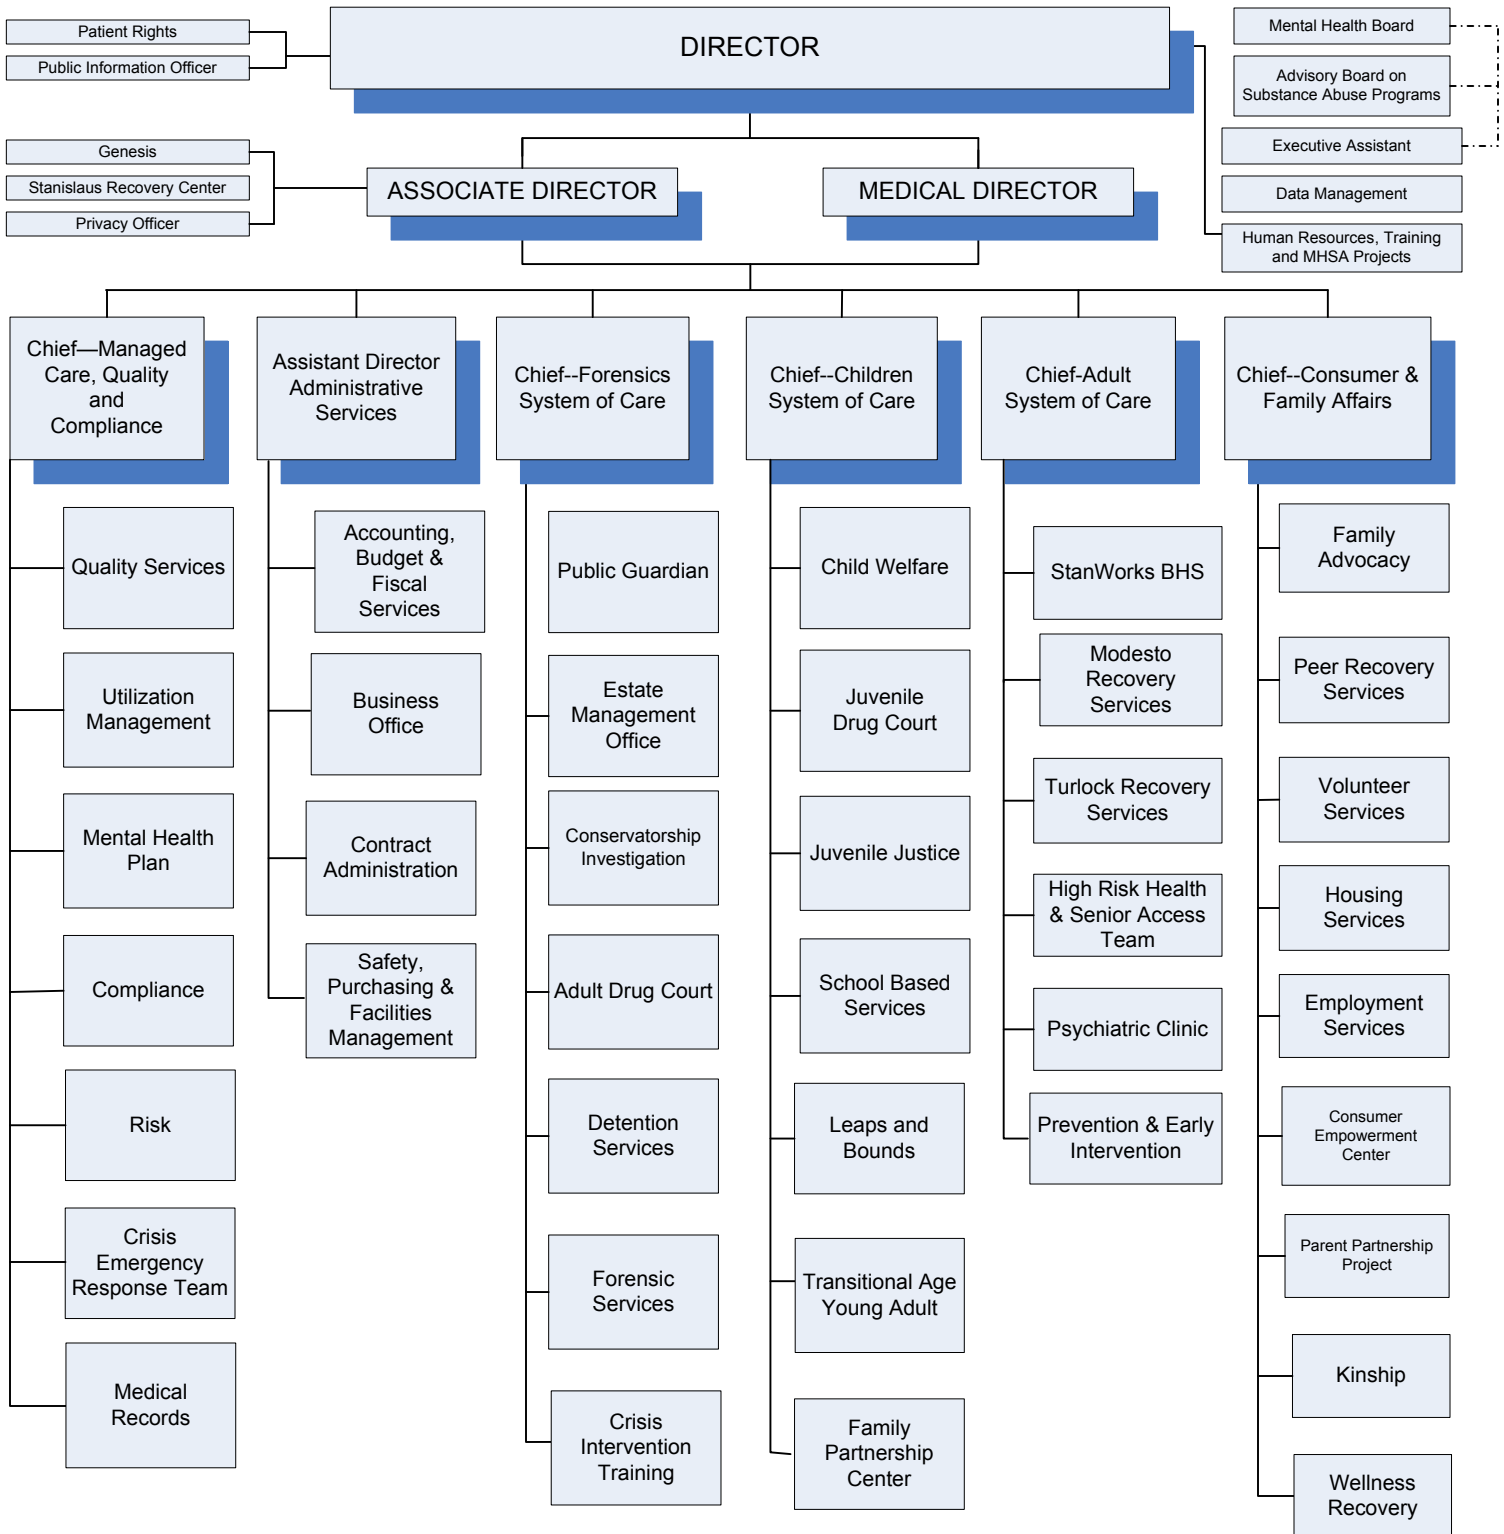 Patient Rights
Public Information Officer
DIRECTOR
Mental Health Board
Advisory Board on
Substance Abuse Programs
Executive Assistant
Data Management
Human Resources, Training
and MHSA Projects
Genesis
Stanislaus Recovery Center
Privacy Officer
ASSOCIATE DIRECTOR
MEDICAL DIRECTOR
Chief—Managed
Care, Quality
and
Compliance
Quality Services
Utilization
Management
Mental Health
Plan
Compliance
Risk
Crisis
Emergency
Response Team
Medical
Records
Assistant Director
Administrative
Services
Accounting,
Budget &
Fiscal
Services
Business
Office
Contract
Administration
Safety,
Purchasing &
Facilities
Management
Chief--Forensics
System of Care
Public Guardian
Estate
Management
Office
Conservatorship
Investigation
Adult Drug Court
Detention
Services
Forensic
Services
Crisis
Intervention
Training
Chief--Children
System of Care
Child Welfare
Juvenile
Drug Court
Juvenile Justice
School Based
Services
Leaps and
Bounds
Transitional Age
Young Adult
Family
Partnership
Center
Chief-Adult
System of Care
StanWorks BHS
Modesto
Recovery
Services
Turlock Recovery
Services
High Risk Health
& Senior Access
Team
Psychiatric Clinic
Prevention & Early
Intervention
Chief--Consumer &
Family Affairs
Family
Advocacy
Peer Recovery
Services
Volunteer
Services
Housing
Services
Employment
Services
Consumer
Empowerment
Center
Parent Partnership
Project
Kinship
Wellness
Recovery